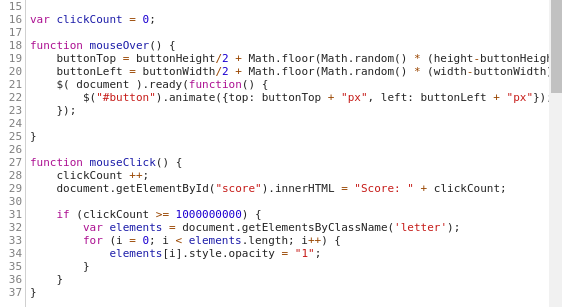 15
16 var clickCount = 0;
17
18 function mouseOver() {
19 buttonTop = buttonHeight/2 + Math.floor(Math.random() * (height-buttonHeigh
20 buttonLeft = buttonWidth/2 + Math.floor(Math.random() * (width-buttonWidth)
21 $( document ).ready(function() {
22 $("#button").animate({top: buttonTop + "px", left: buttonLeft + "px"});
23 });
24
25 }
26
27 function mouseClick() {
28 clickCount ++;
29 document.getElementById("score").innerHTML = "Score: " + clickCount;
30
31 if (clickCount >= 1000000000) {
32 var elements = document.getElementsByClassName('letter');
33 for (i = 0; i < elements.length; i++) {
34 elements[i].style.opacity = "1";
35 }
36 }
37 }